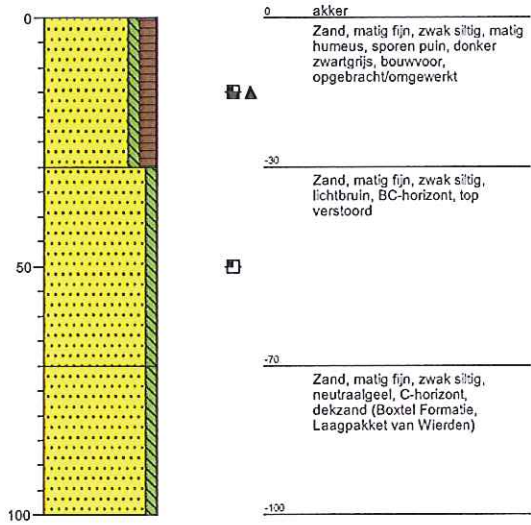 0
50
100
0 akker
Zand, matig fijn, zwak siltig, matig
humeus, sporen puin, donker
zwartgrijs, bouwvoor,
opgebracht/omgewerkt
-30
Zand, matig fijn, zwak siltig,
lichtbruin, BC-horizont, top
verstoord
-70
Zand, matig fijn, zwak siltig,
neutraalgeel, C-horizont,
dekzand (Boxtel Formatie,
Laagpakket van Wierden)
-100